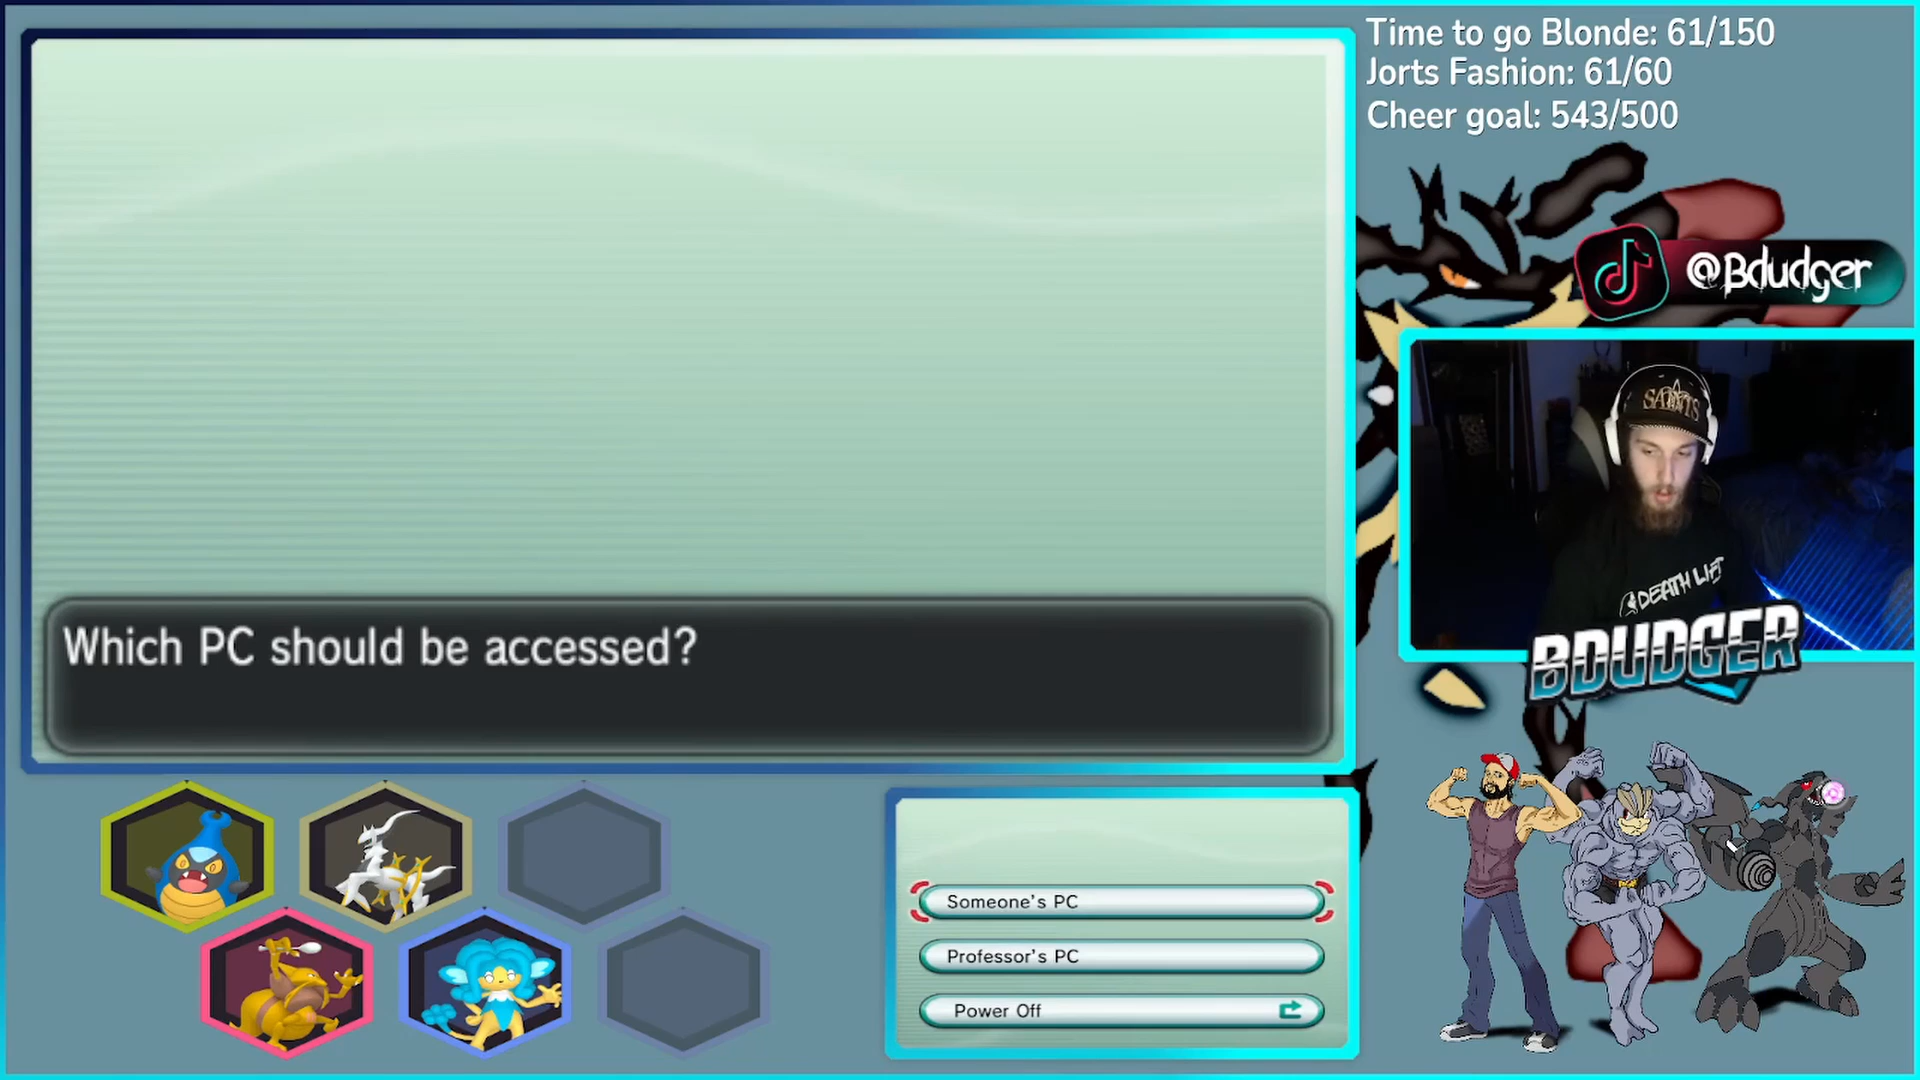 Time to go Blonde: 61/150
Jorts Fashion: 61/60
Cheer goal: 543/500
@Bdudger
SAINTS
DEATH LIFT
BDUDGER
Which PC should be accessed?
Someone's PC
Professor's PC
Power Off